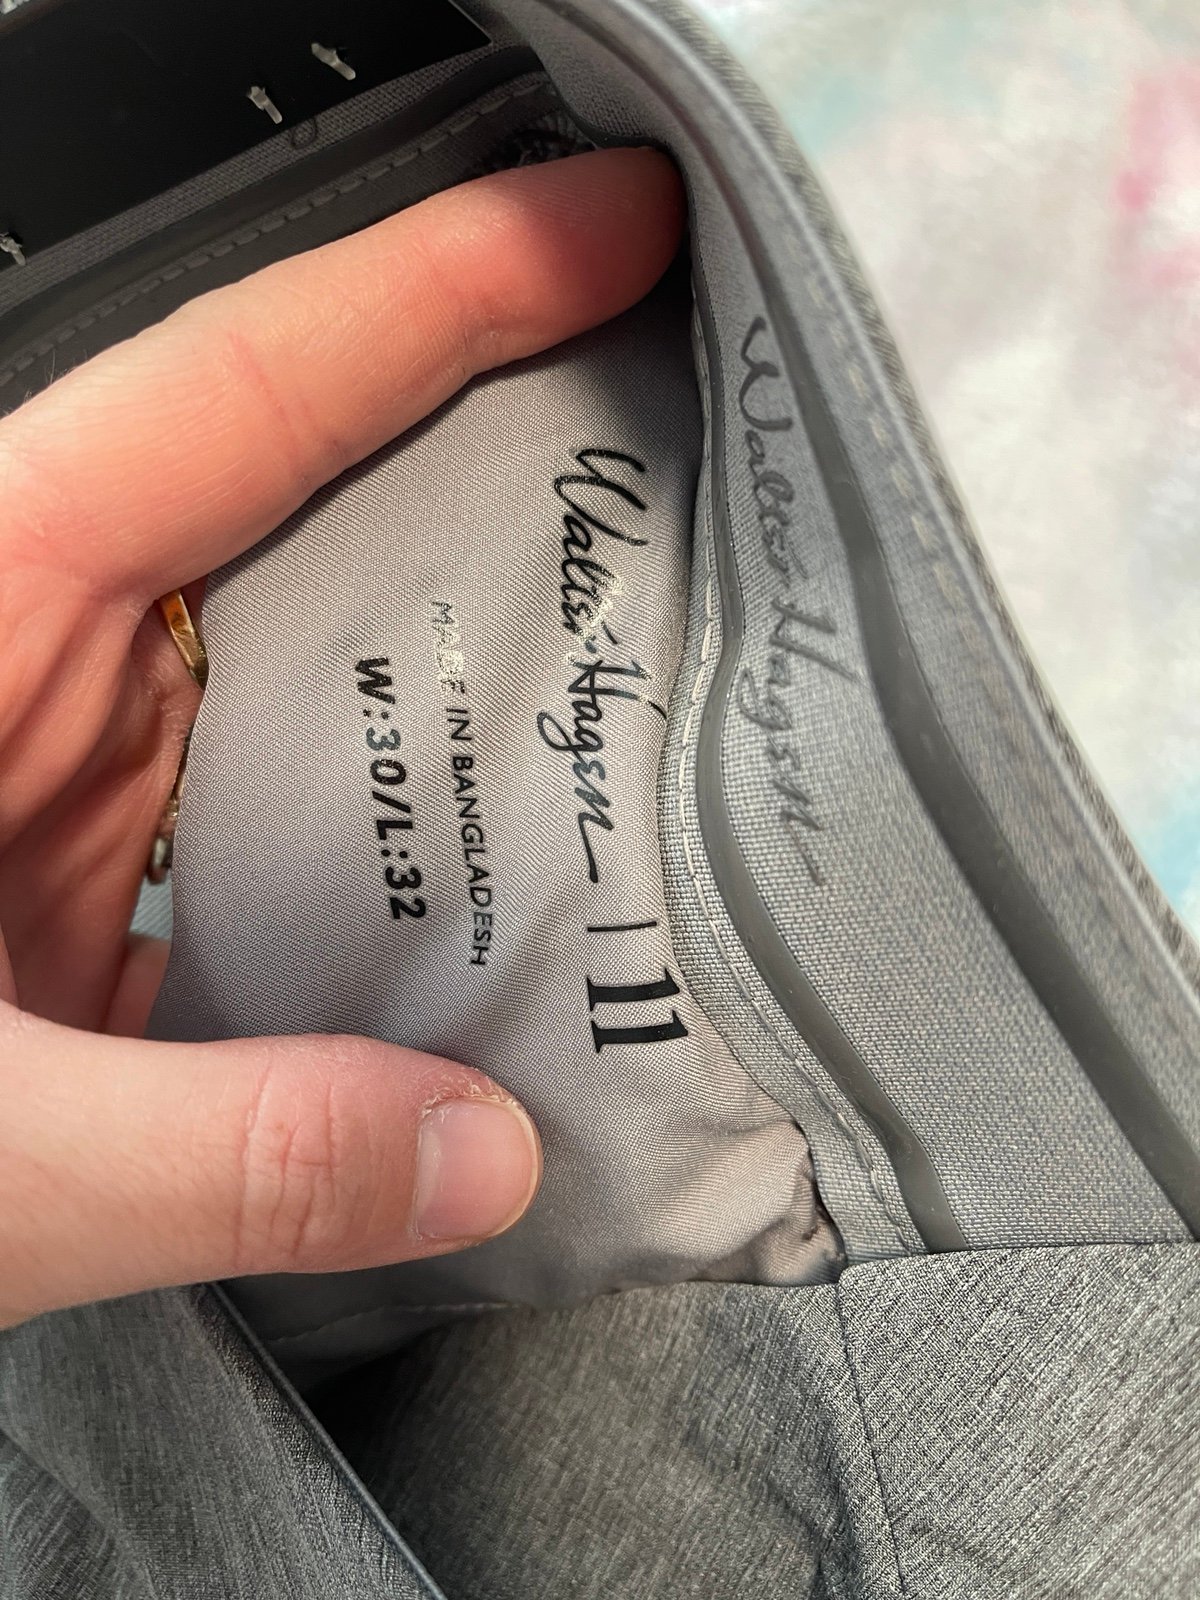 Walter Hagen
Walter Hagen | 11
MADE IN BANGLADESH
W:30/L:32